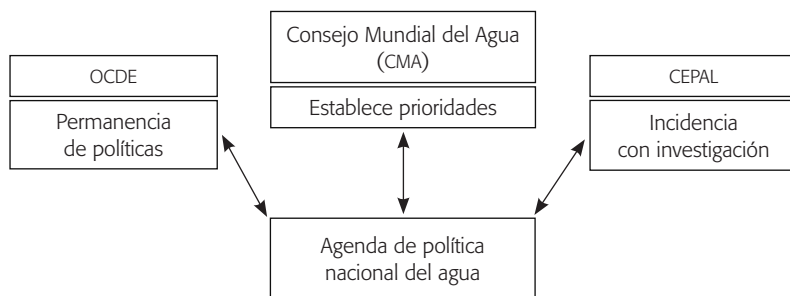 OCDE
Permanencia
de políticas
Consejo Mundial del Agua
(CMA)
Establece prioridades
CEPAL
Incidencia
con investigación
Agenda de política
nacional del agua